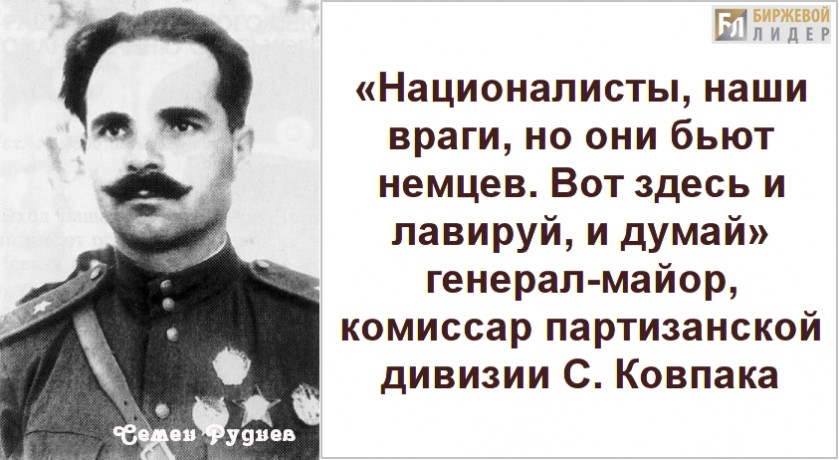 БИРЖЕВОЙ
ЛИДЕР
«Националисты, наши
враги, но они бьют
немцев. Вот здесь и
лавируй, и думай»
генерал-майор,
комиссар партизанской
дивизии С. Ковпака
Семен Руднев